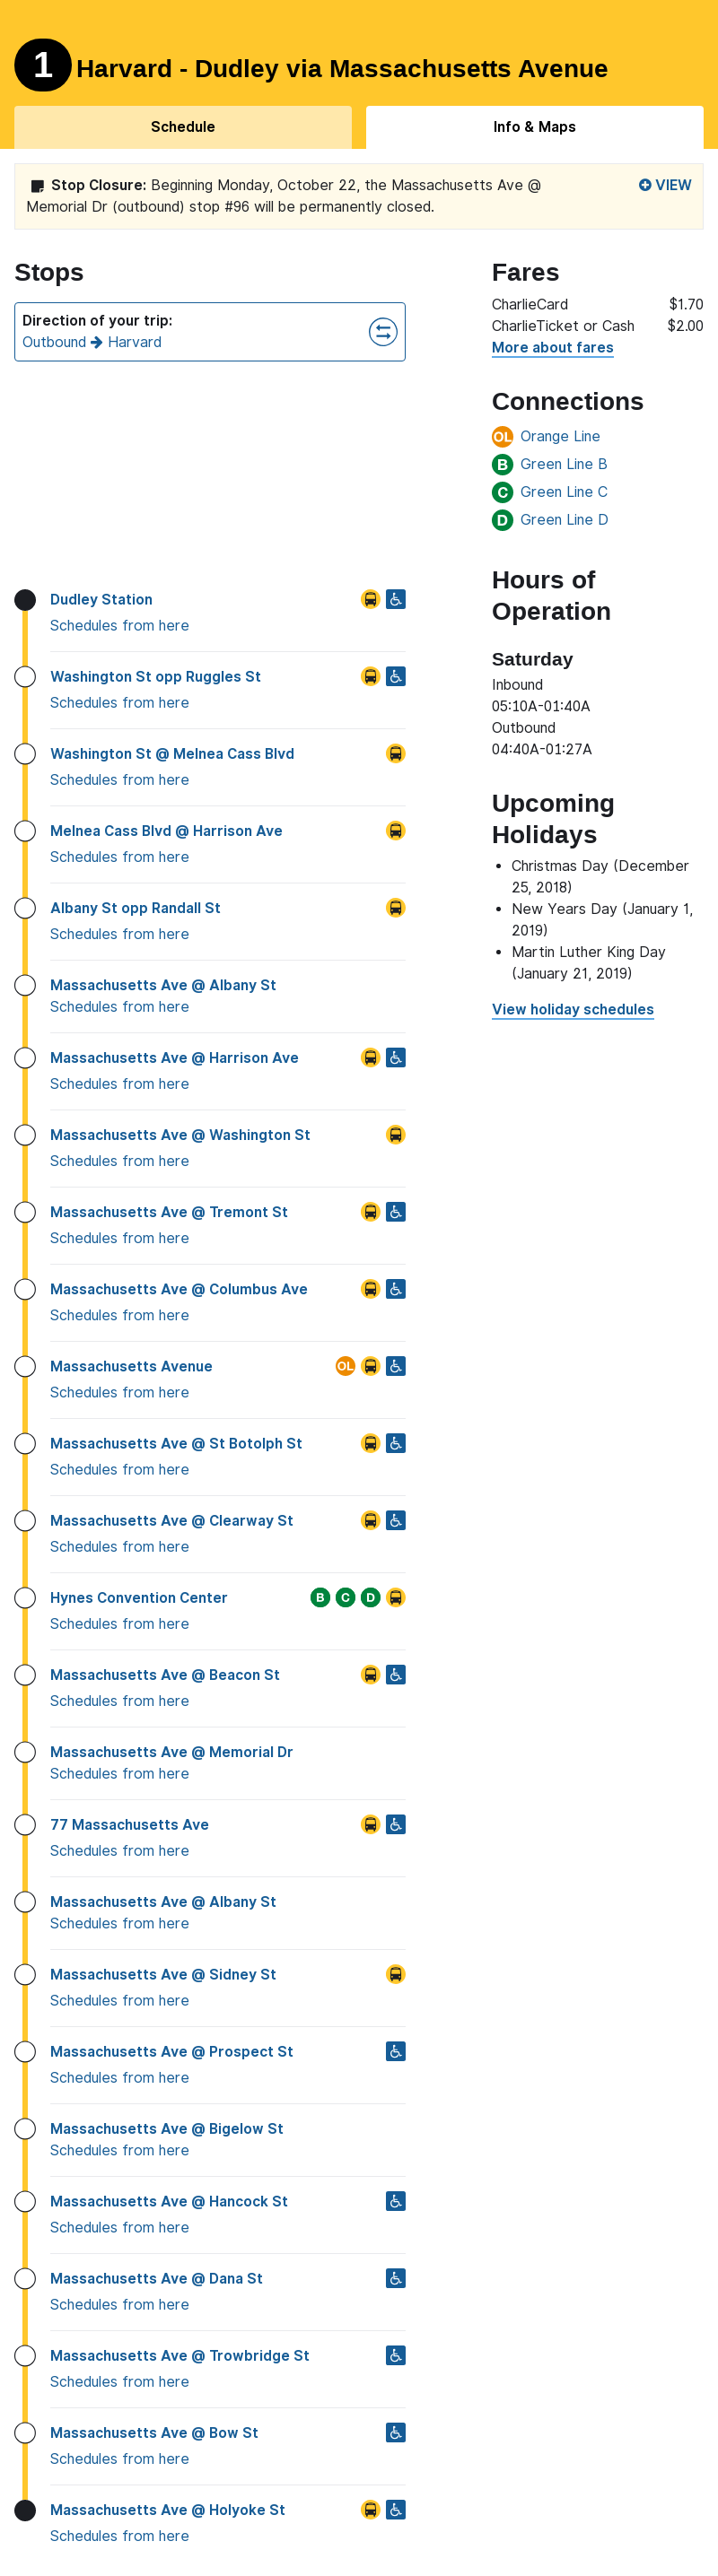 1 Harvard - Dudley via Massachusetts Avenue
Schedule
Info & Maps
Stop Closure: Beginning Monday, October 22, the Massachusetts Ave @
Memorial Dr (outbound) stop #96 will be permanently closed.
VIEW
Stops
Direction of your trip:
Outbound Harvard
Dudley Station
Schedules from here
Washington St opp Ruggles St
Schedules from here
Washington St @ Melnea Cass Blvd
Schedules from here
Melnea Cass Blvd @ Harrison Ave
Schedules from here
Albany St opp Randall St
Schedules from here
Massachusetts Ave @ Albany St
Schedules from here
Massachusetts Ave @ Harrison Ave
Schedules from here
Massachusetts Ave @ Washington St
Schedules from here
Massachusetts Ave @ Tremont St
Schedules from here
Massachusetts Ave @ Columbus Ave
Schedules from here
Massachusetts Avenue OL
Schedules from here
Massachusetts Ave @ St Botolph St
Schedules from here
Massachusetts Ave @ Clearway St
Schedules from here
Hynes Convention Center B C D
Schedules from here
Massachusetts Ave @ Beacon St
Schedules from here
Massachusetts Ave @ Memorial Dr
Schedules from here
77 Massachusetts Ave
Schedules from here
Massachusetts Ave @ Albany St
Schedules from here
Massachusetts Ave @ Sidney St
Schedules from here
Massachusetts Ave @ Prospect St
Schedules from here
Massachusetts Ave @ Bigelow St
Schedules from here
Massachusetts Ave @ Hancock St
Schedules from here
Massachusetts Ave @ Dana St
Schedules from here
Massachusetts Ave @ Trowbridge St
Schedules from here
Massachusetts Ave @ Bow St
Schedules from here
Massachusetts Ave @ Holyoke St
Schedules from here
Fares
CharlieCard $1.70
CharlieTicket or Cash $2.00
More about fares
Connections
OL Orange Line
B Green Line B
C Green Line C
D Green Line D
Hours of
Operation
Saturday
Inbound
05:10A-01:40A
Outbound
04:40A-01:27A
Upcoming
Holidays
• Christmas Day (December
25, 2018)
• New Years Day (January 1,
2019)
• Martin Luther King Day
(January 21, 2019)
View holiday schedules